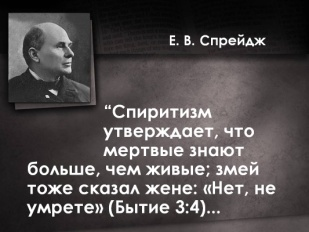 Е. В. Спрейдж
“Спиритизм
утверждает, что
мертвые знают
больше, чем живые; змей
тоже сказал жене: «Нет, не
умрете» (Бытие 3:4)...